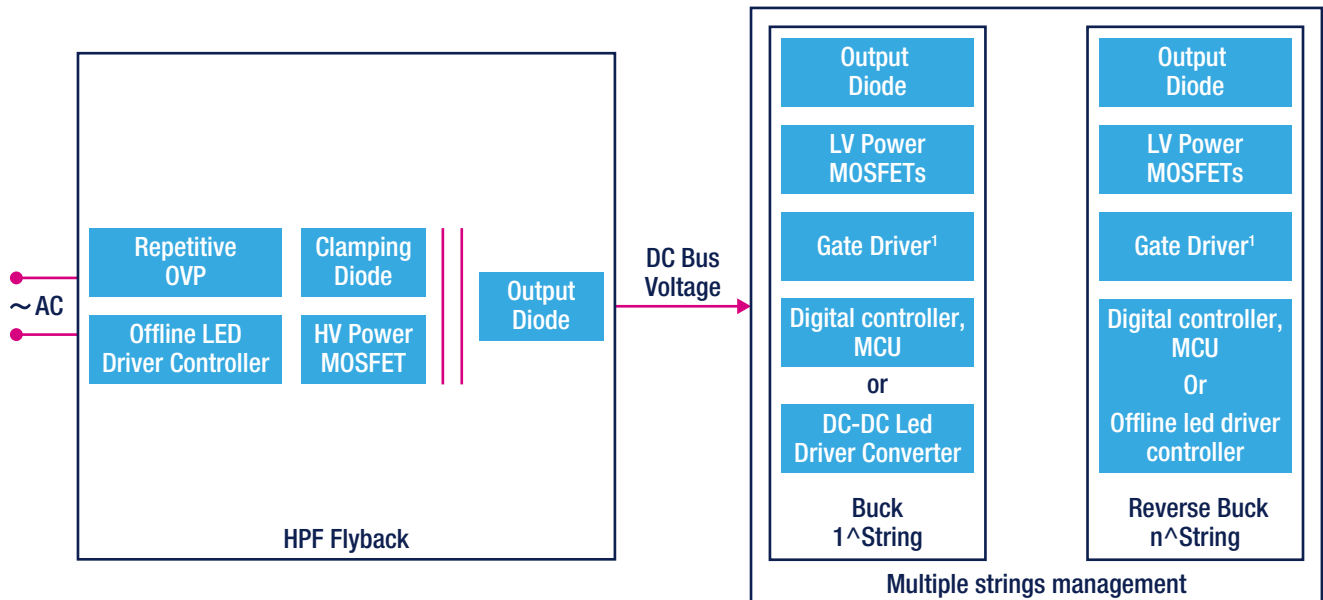 Repetitive
OVP
Clamping
Diode
Offline LED
Driver Controller
HV Power
MOSFET
Output
Diode
~ AC
HPF Flyback
DC Bus
Voltage
Output
Diode
LV Power
MOSFETs
Gate Driver¹
Digital controller,
MCU
or
DC-DC Led
Driver Converter
Buck
1^String
Output
Diode
LV Power
MOSFETs
Gate Driver¹
Digital controller,
MCU
Or
Offline led driver
controller
Reverse Buck
n^String
Multiple strings management